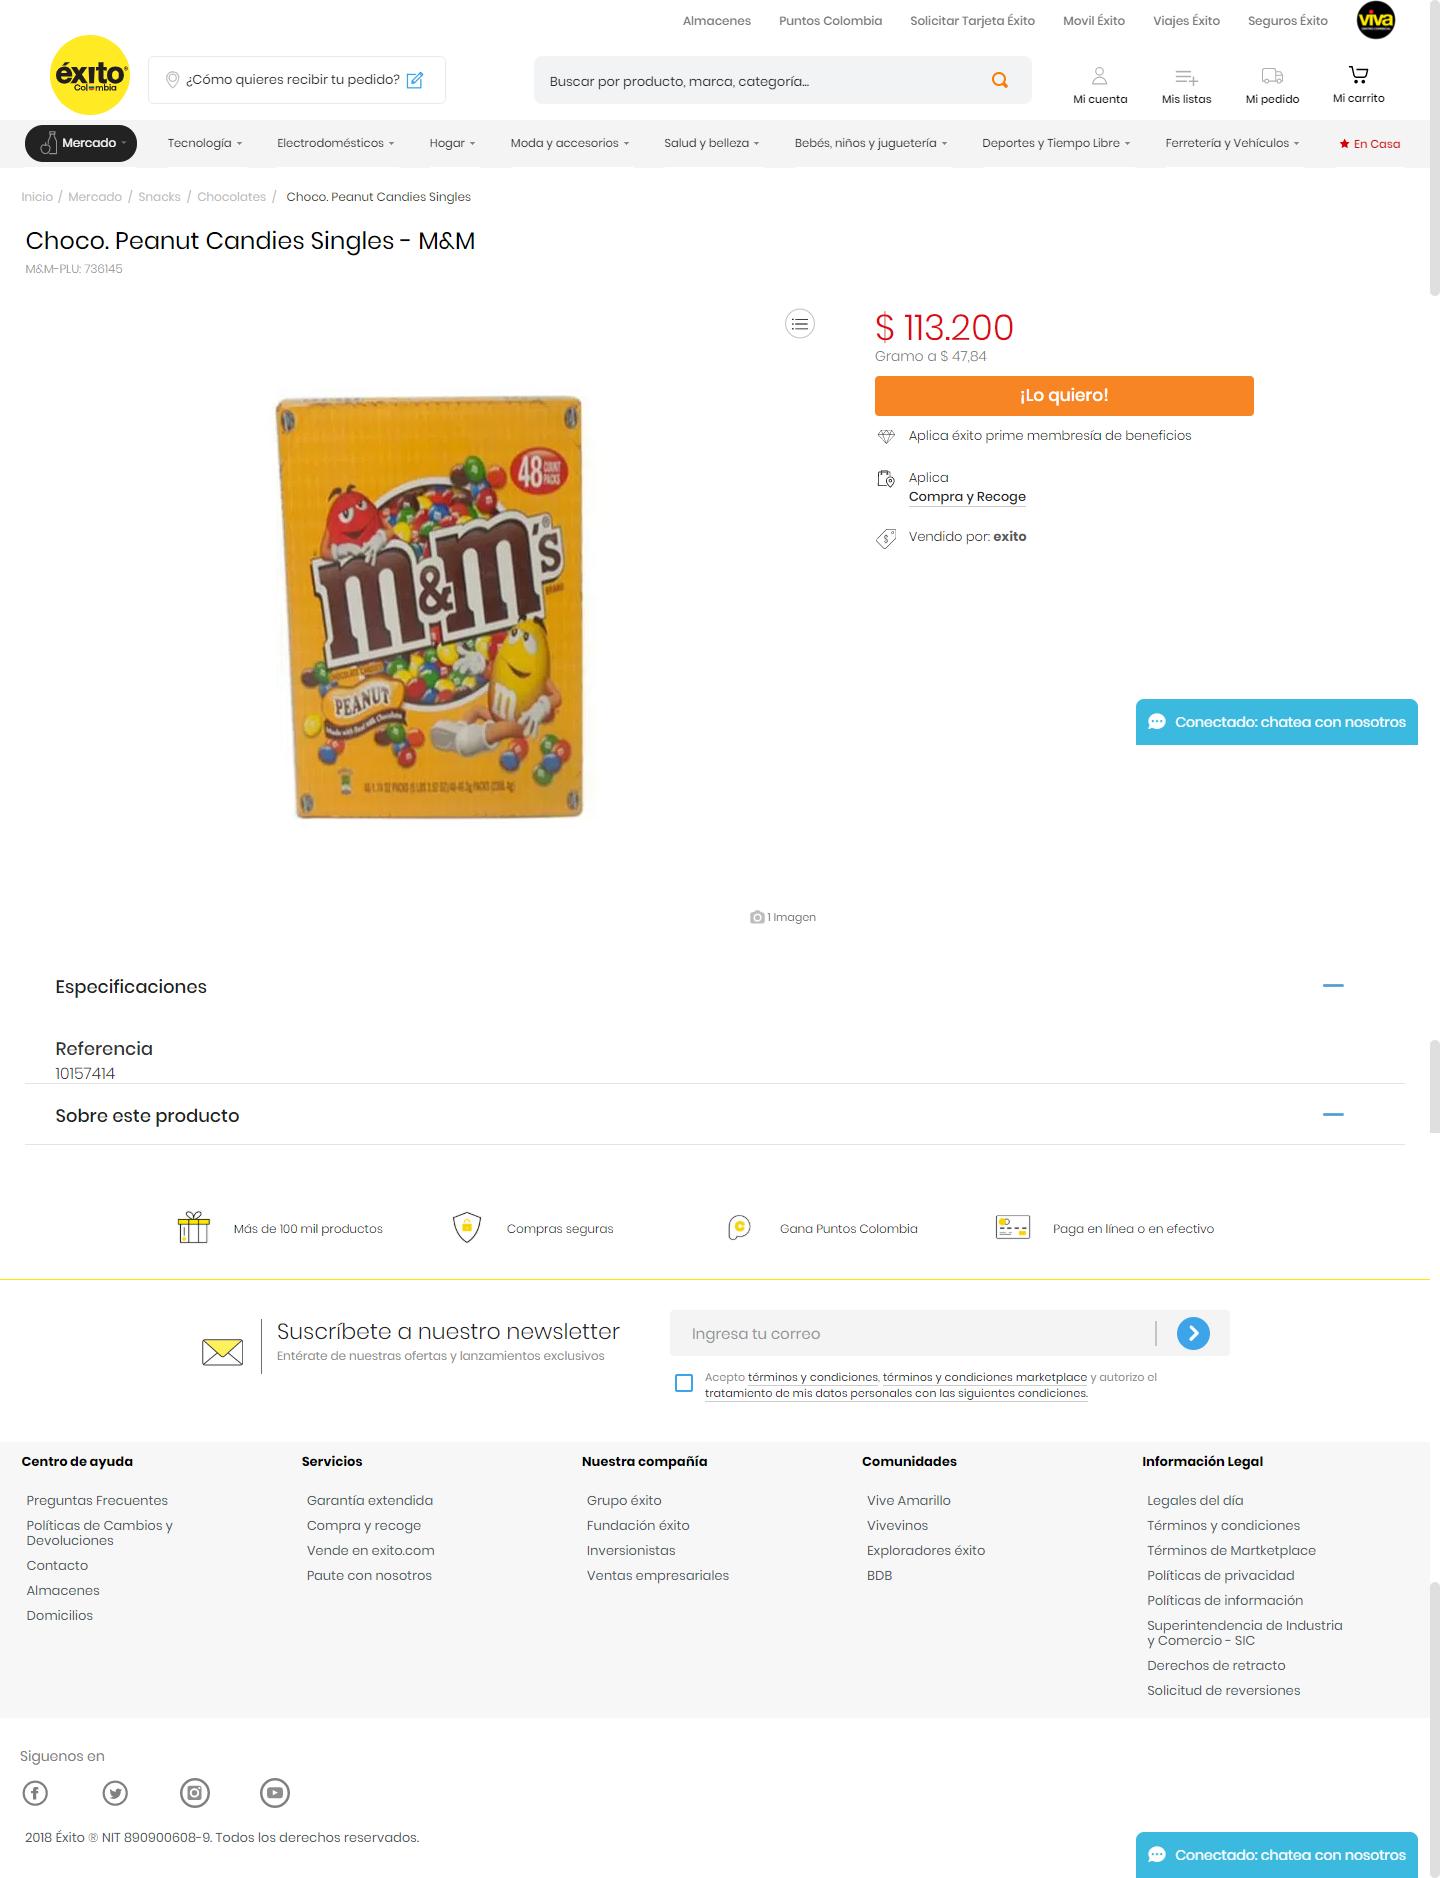 Almacenes Puntos Colombia Solicitar Tarjeta Éxito Movil Éxito Viajes Éxito Seguros Éxito viva
éxito
Colombia
¿Cómo quieres recibir tu pedido?
Buscar por producto, marca, categoría...
Mi cuenta Mis listas Mi pedido Mi carrito
Mercado Tecnología Electrodomésticos Hogar Moda y accesorios Salud y belleza Bebés, niños y juguetería Deportes y Tiempo Libre Ferretería y Vehículos En Casa
Inicio / Mercado / Snacks / Chocolates / Choco. Peanut Candies Singles
Choco. Peanut Candies Singles - M&M
M&M-PLU: 736145
$ 113.200
Gramo a $ 47,84
¡Lo quiero!
Aplica éxito prime membresía de beneficios
Aplica
Compra y Recoge
Vendido por: exito
48 COUNT
PACKS
m&m's
BRAND
PEANUT
Conectado: chatea con nosotros
1 Imagen
Especificaciones
Referencia
10157414
Sobre este producto
Más de 100 mil productos Compras seguras Gana Puntos Colombia Paga en línea o en efectivo
Suscríbete a nuestro newsletter
Entérate de nuestras ofertas y lanzamientos exclusivos
Ingresa tu correo
Acepto términos y condiciones, términos y condiciones marketplace y autorizo el
tratamiento de mis datos personales con las siguientes condiciones.
Centro de ayuda
Preguntas Frecuentes
Políticas de Cambios y
Devoluciones
Contacto
Almacenes
Domicilios
Servicios
Garantía extendida
Compra y recoge
Vende en exito.com
Paute con nosotros
Nuestra compañía
Grupo éxito
Fundación éxito
Inversionistas
Ventas empresariales
Comunidades
Vive Amarillo
Vivevinos
Exploradores éxito
BDB
Información Legal
Legales del día
Términos y condiciones
Términos de Martketplace
Políticas de privacidad
Políticas de información
Superintendencia de Industria
y Comercio - SIC
Derechos de retracto
Solicitud de reversiones
Siguenos en
2018 Éxito ® NIT 890900608-9. Todos los derechos reservados.
Conectado: chatea con nosotros